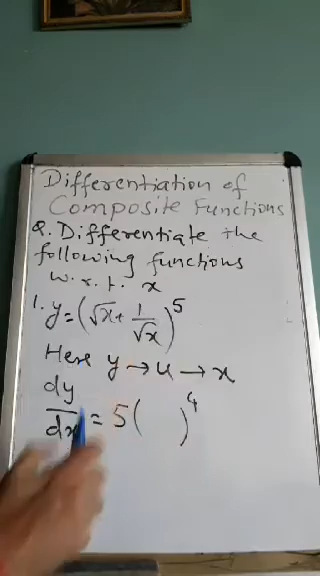 Differentiation of
Composite Functions
Q. Differentiate the
following functions
w.r.t. x
1. y=(√x+1/√x)^5
Here y→u→x
dy/dx = 5(    )^4